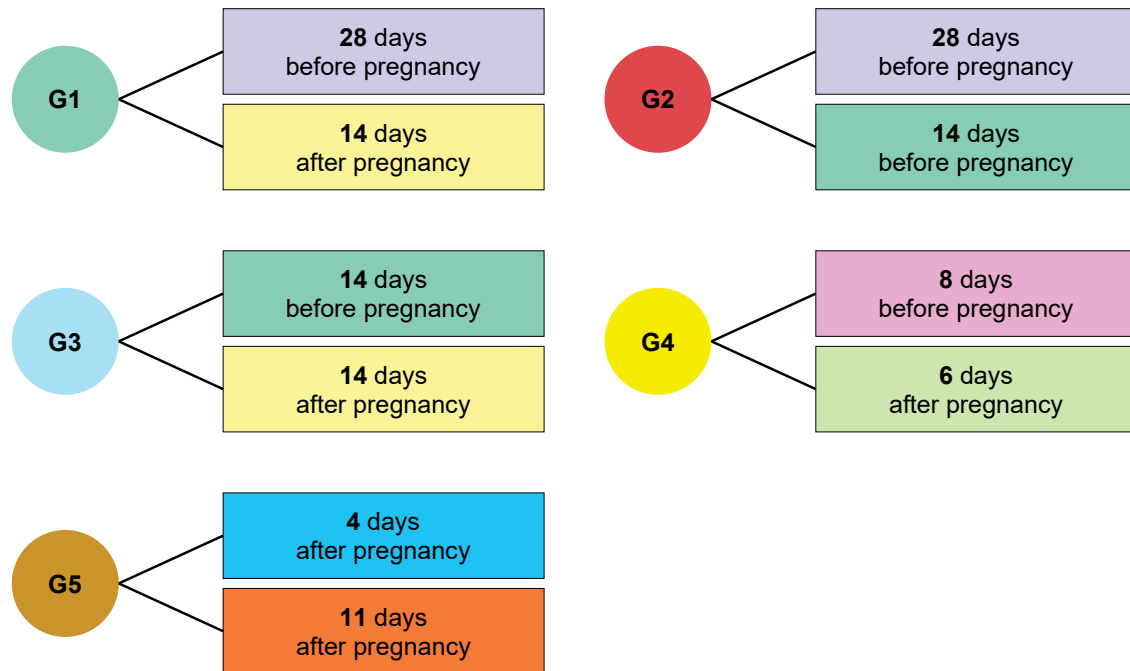 G1
28 days
before pregnancy
14 days
after pregnancy
G2
28 days
before pregnancy
14 days
before pregnancy
G3
14 days
before pregnancy
14 days
after pregnancy
G4
8 days
before pregnancy
6 days
after pregnancy
G5
4 days
after pregnancy
11 days
after pregnancy